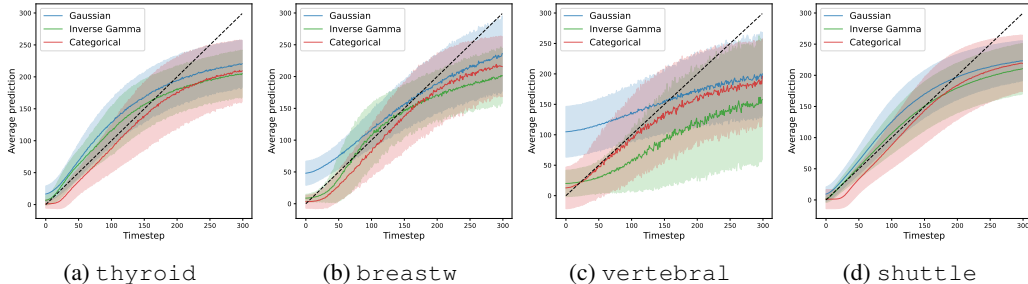 Gaussian
Inverse Gamma
Categorical
Average prediction
300
250
200
150
100
50
0
0 50 100 150 200 250 300
Timestep
(a) thyroid
Gaussian
Inverse Gamma
Categorical
Average prediction
300
250
200
150
100
50
0
0 50 100 150 200 250 300
Timestep
(b) breastw
Gaussian
Inverse Gamma
Categorical
Average prediction
300
250
200
150
100
50
0
0 50 100 150 200 250 300
Timestep
(c) vertebral
Gaussian
Inverse Gamma
Categorical
Average prediction
300
250
200
150
100
50
0
0 50 100 150 200 250 300
Timestep
(d) shuttle